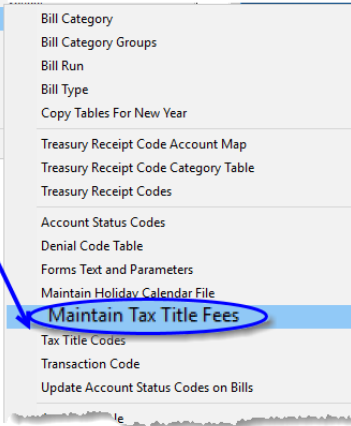 Bill Category
Bill Category Groups
Bill Run
Bill Type
Copy Tables For New Year
Treasury Receipt Code Account Map
Treasury Receipt Code Category Table
Treasury Receipt Codes
Account Status Codes
Denial Code Table
Forms Text and Parameters
Maintain Holiday Calendar File
Maintain Tax Title Fees
Tax Title Codes
Transaction Code
Update Account Status Codes on Bills